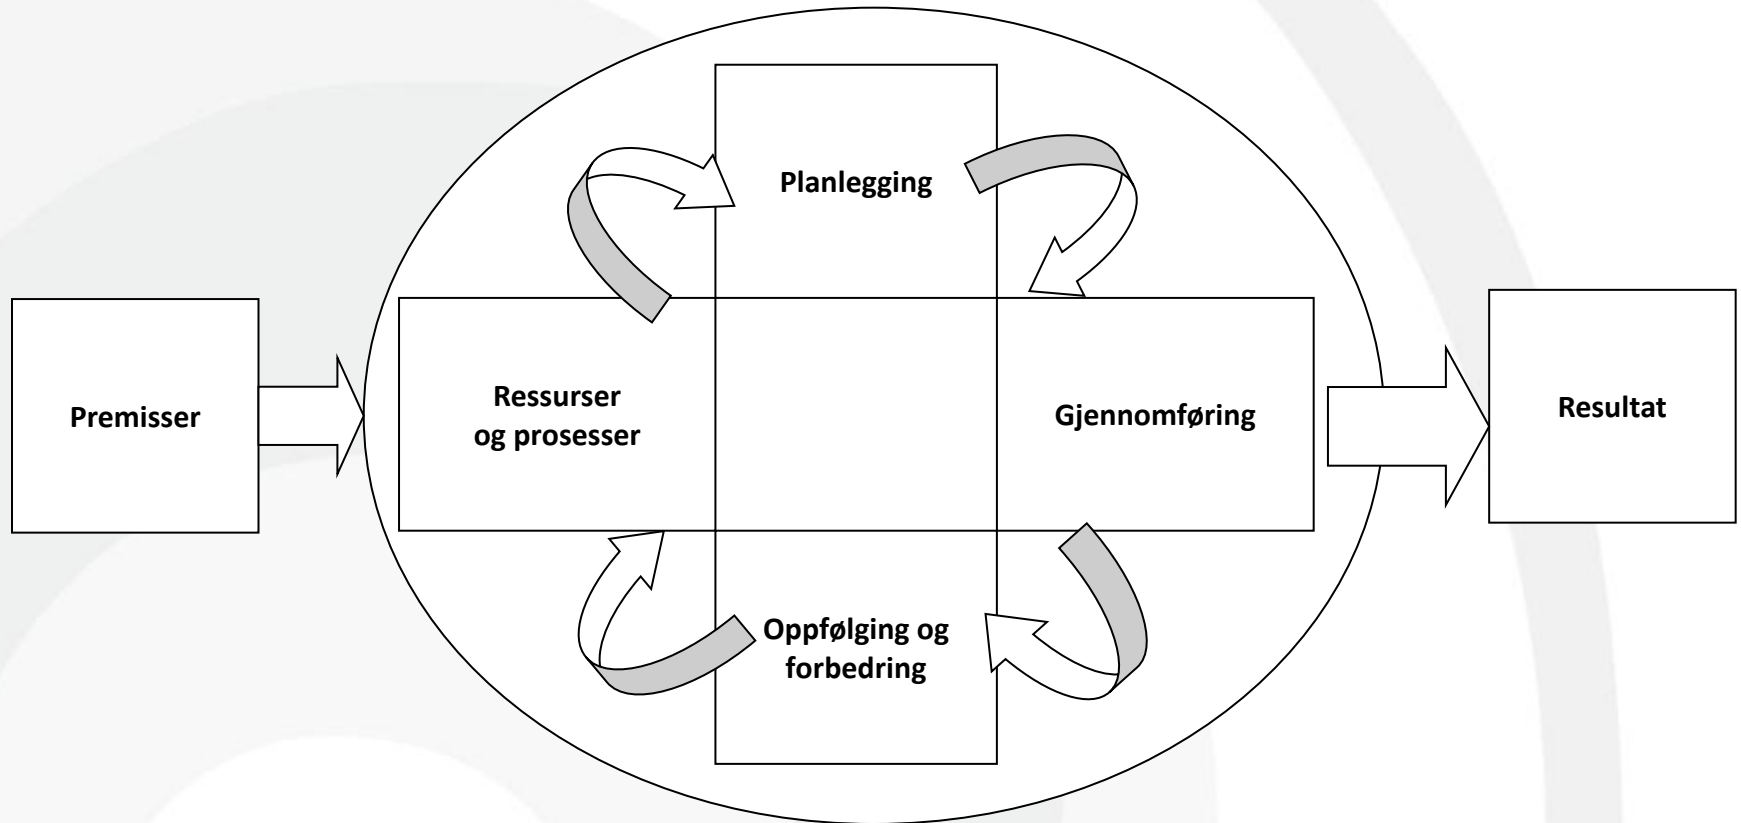 Planlegging
Premisser
Ressurser
og prosesser
Gjennomføring
Resultat
Oppfølging og
forbedring